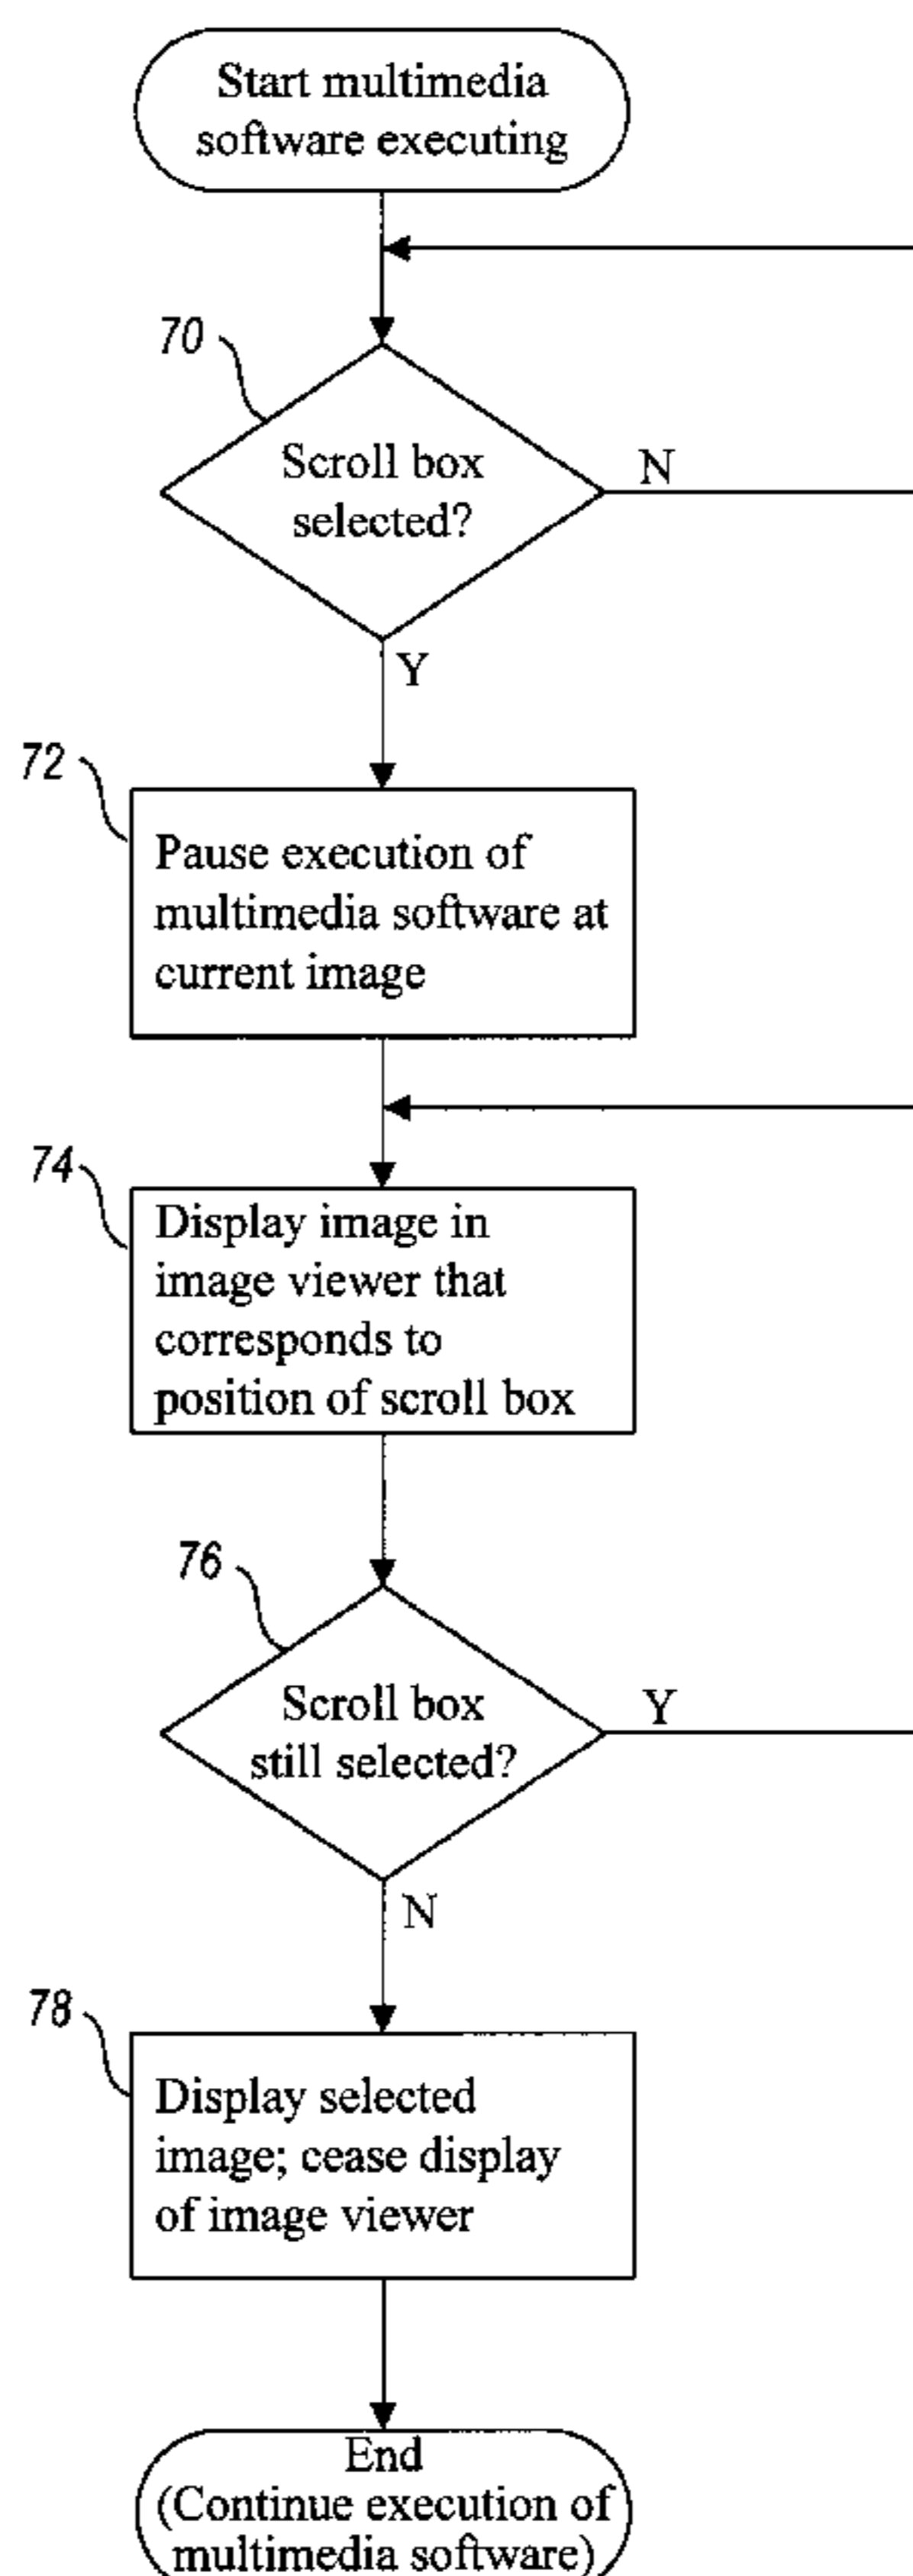 Start multimedia
software executing
70
Scroll box
selected?
N
Y
72
Pause execution of
multimedia software at
current image
74
Display image in
image viewer that
corresponds to
position of scroll box
76
Scroll box
still selected?
Y
N
78
Display selected
image; cease display
of image viewer
End
(Continue execution of
multimedia software)